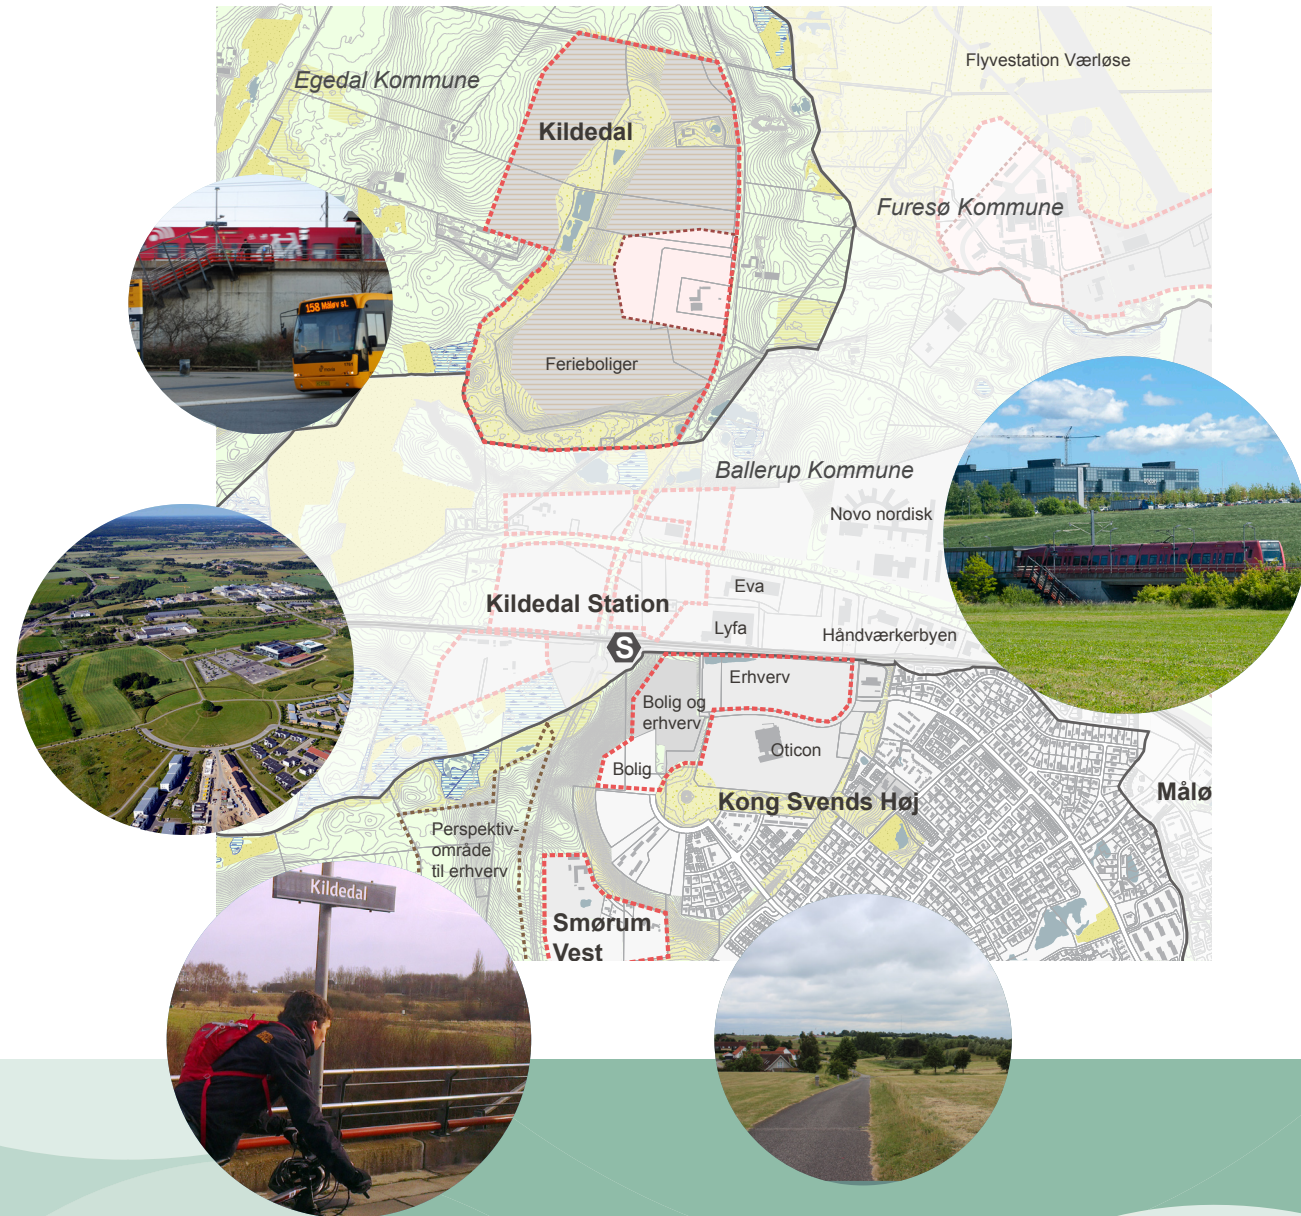 Flyvestation Værløse
Egedal Kommune
Kildedal
Furesø Kommune
158 Måløv st.
Ferieboliger
Ballerup Kommune
Novo nordisk
Eva
Kildedal Station
Lyfa
Håndværkerbyen
S
Erhverv
Bolig og
erhverv
Oticon
Bolig
Kong Svends Høj
Målø
Perspektiv-
område
til erhverv
Kildedal
Smørum
Vest